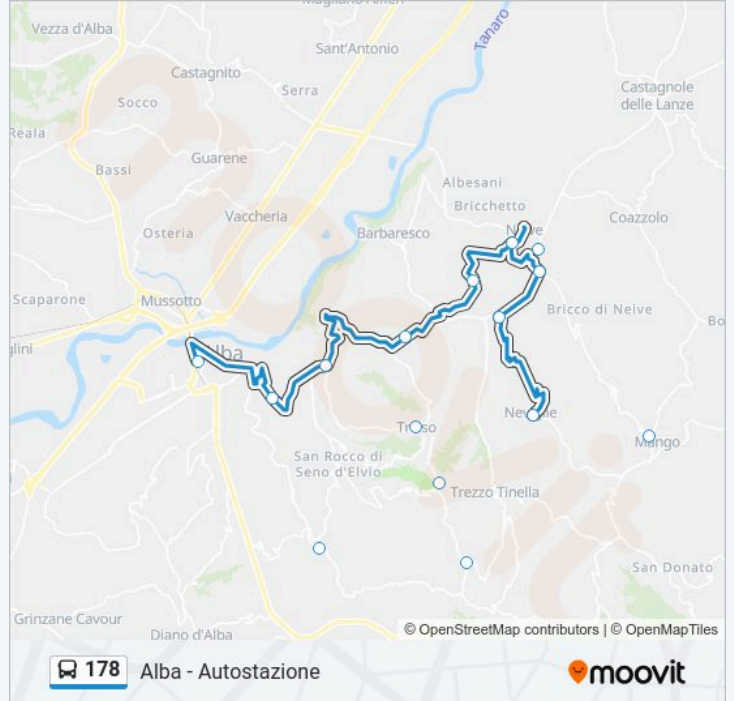 Vezza d'Alba
Tanaro
Sant'Antonio
Castagnito
Serra
Castagnole
delle Lanze
Socco
Reala
Guarene
Bassi
Albesani
Bricchetto
Vaccheria
Coazzolo
Osteria
Barbaresco
Scaparone
Mussotto
Bricco di Neive
Alba
Mango
San Rocco di
Seno d'Elvio
Trezzo Tinella
San Donato
Grinzane Cavour
Diano d'Alba
© OpenStreetMap contributors | © OpenMapTiles
178 Alba - Autostazione
moovit